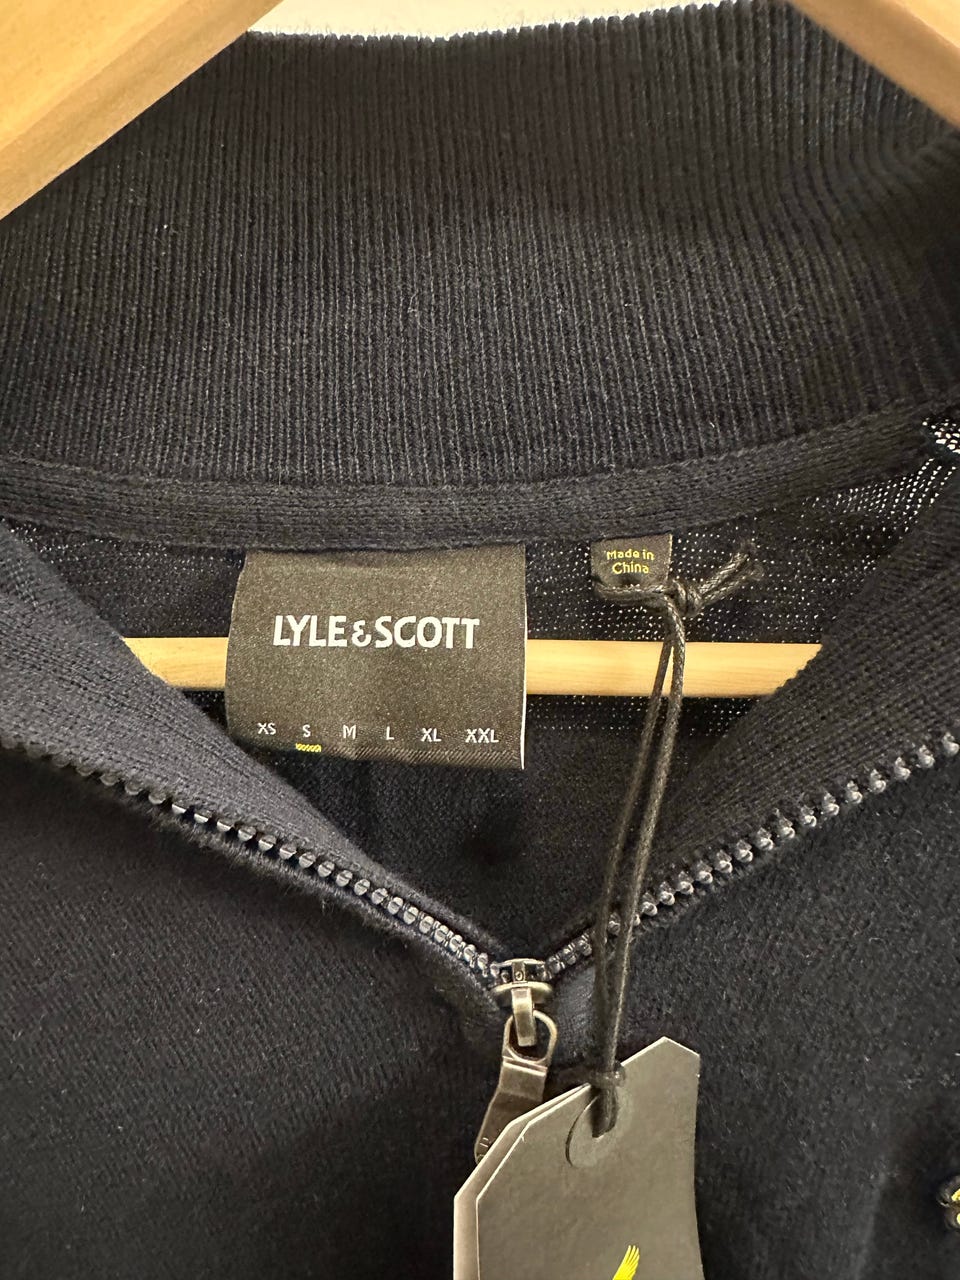 Made in
China
LYLE & SCOTT
XS S M L XL XXL